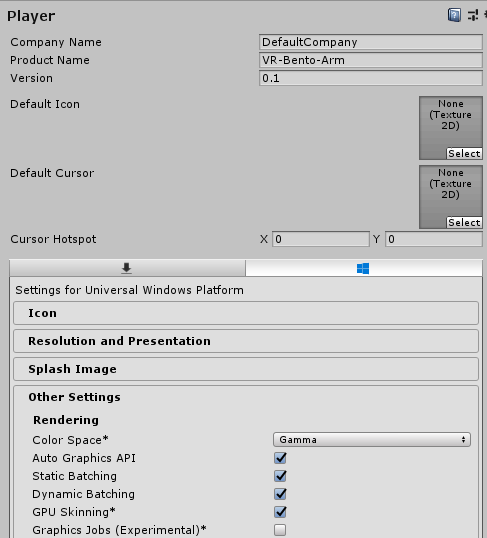 Player
Company Name DefaultCompany
Product Name VR-Bento-Arm
Version 0.1
Default Icon
None
(Texture
2D)
Select
Default Cursor
None
(Texture
2D)
Select
Cursor Hotspot X 0 Y 0
Settings for Universal Windows Platform
Icon
Resolution and Presentation
Splash Image
Other Settings
Rendering
Color Space* Gamma
Auto Graphics API
Static Batching
Dynamic Batching
GPU Skinning*
Graphics Jobs (Experimental)*